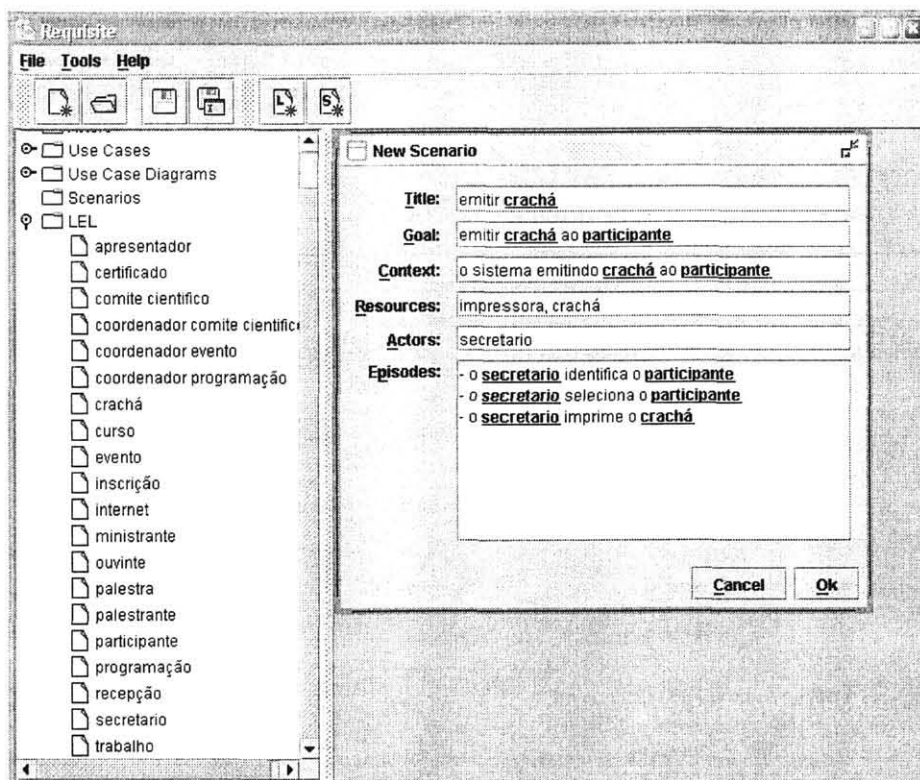 Requisite
File Tools Help
Use Cases
Use Case Diagrams
Scenarios
LEL
apresentador
certificado
comite cientifico
coordenador comite cientific
coordenador evento
coordenador programação
crachá
curso
evento
inscrição
internet
ministrante
ouvinte
palestra
palestrante
participante
programação
recepção
secretario
trabalho
New Scenario
Title: emitir crachá
Goal: emitir crachá ao participante
Context: o sistema emitindo crachá ao participante
Resources: impressora, crachá
Actors: secretario
Episodes: - o secretario identifica o participante
- o secretario seleciona o participante
- o secretario imprime o crachá
Cancel Ok